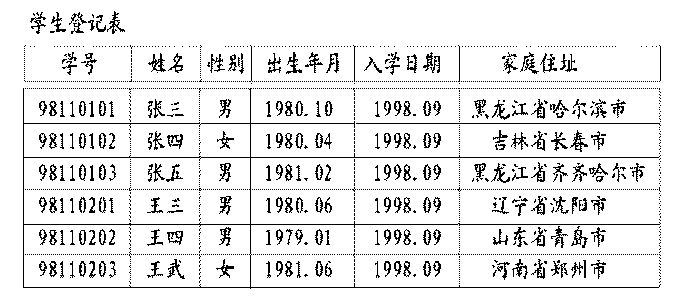 学生登记表
学号 姓名 性别 出生年月 入学日期 家庭住址
98110101 张三 男 1980.10 1998.09 黑龙江省哈尔滨市
98110102 张四 女 1980.04 1998.09 吉林省长春市
98110103 张五 男 1981.02 1998.09 黑龙江省齐齐哈尔市
98110201 王三 男 1980.06 1998.09 辽宁省沈阳市
98110202 王四 男 1979.01 1998.09 山东省青岛市
98110203 王武 女 1981.06 1998.09 河南省郑州市